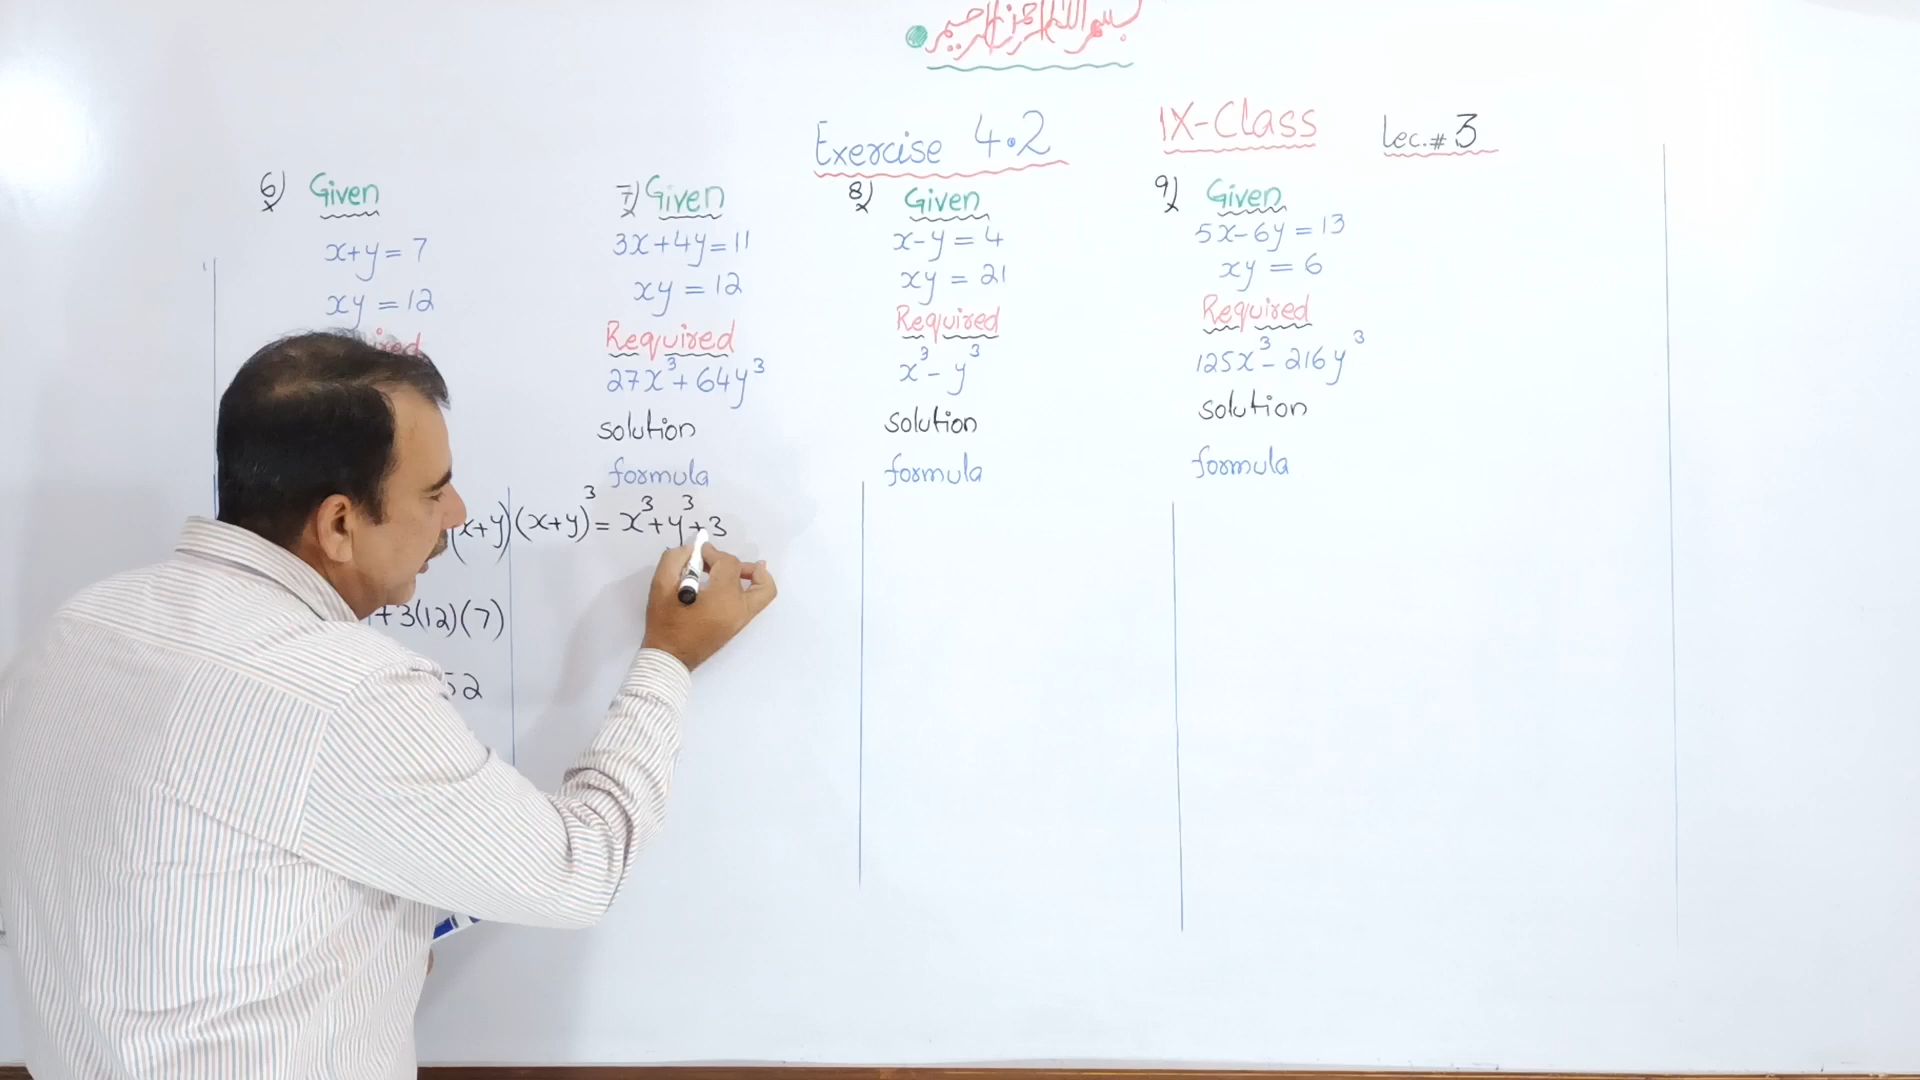 بسم اللہ الرحمن الرحیم
Exercise 4.2
IX-Class
Lec.# 3
6) Given
x+y=7
xy=12
x+y)
+3(12)(7)
52
7) Given
3x+4y=11
xy=12
Required
27x³+64y³
solution
formula
(x+y)³=x³+y³+3
8) Given
x-y=4
xy=21
Required
x³-y³
solution
formula
9) Given
5x-6y=13
xy=6
Required
125x³-216y³
solution
formula